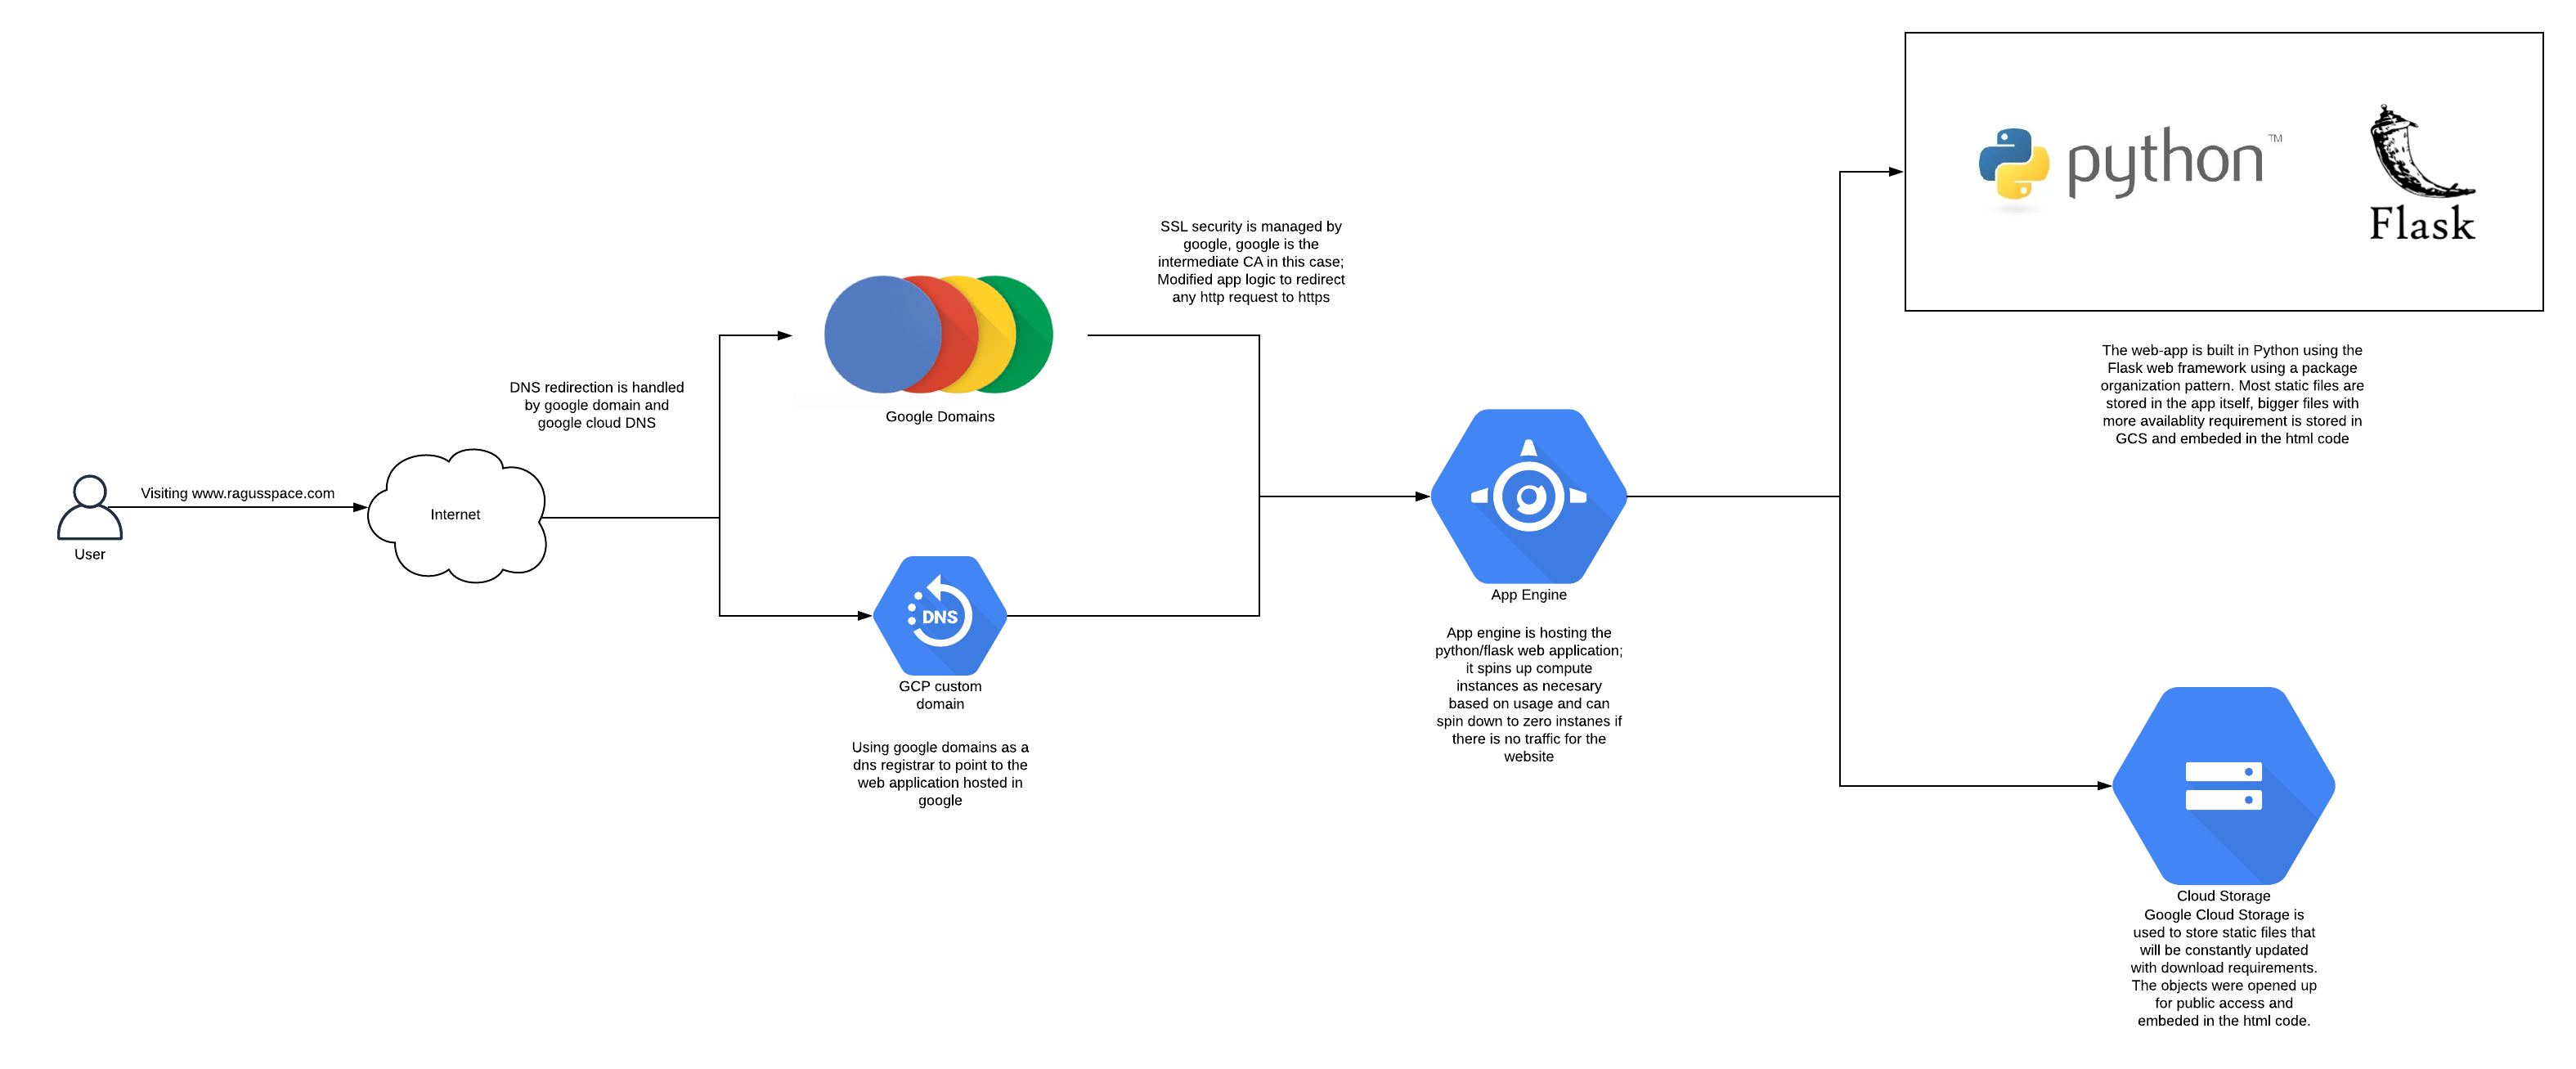 Visiting www.ragusspace.com
User
Internet
DNS redirection is handled
by google domain and
google cloud DNS
Google Domains
DNS
GCP custom
domain
Using google domains as a
dns registrar to point to the
web application hosted in
google
SSL security is managed by
google, google is the
intermediate CA in this case;
Modified app logic to redirect
any http request to https
App Engine
App engine is hosting the
python/flask web application;
it spins up compute
instances as necesary
based on usage and can
spin down to zero instanes if
there is no traffic for the
website
python™
Flask
The web-app is built in Python using the
Flask web framework using a package
organization pattern. Most static files are
stored in the app itself, bigger files with
more availablity requirement is stored in
GCS and embeded in the html code
Cloud Storage
Google Cloud Storage is
used to store static files that
will be constantly updated
with download requirements.
The objects were opened up
for public access and
embeded in the html code.